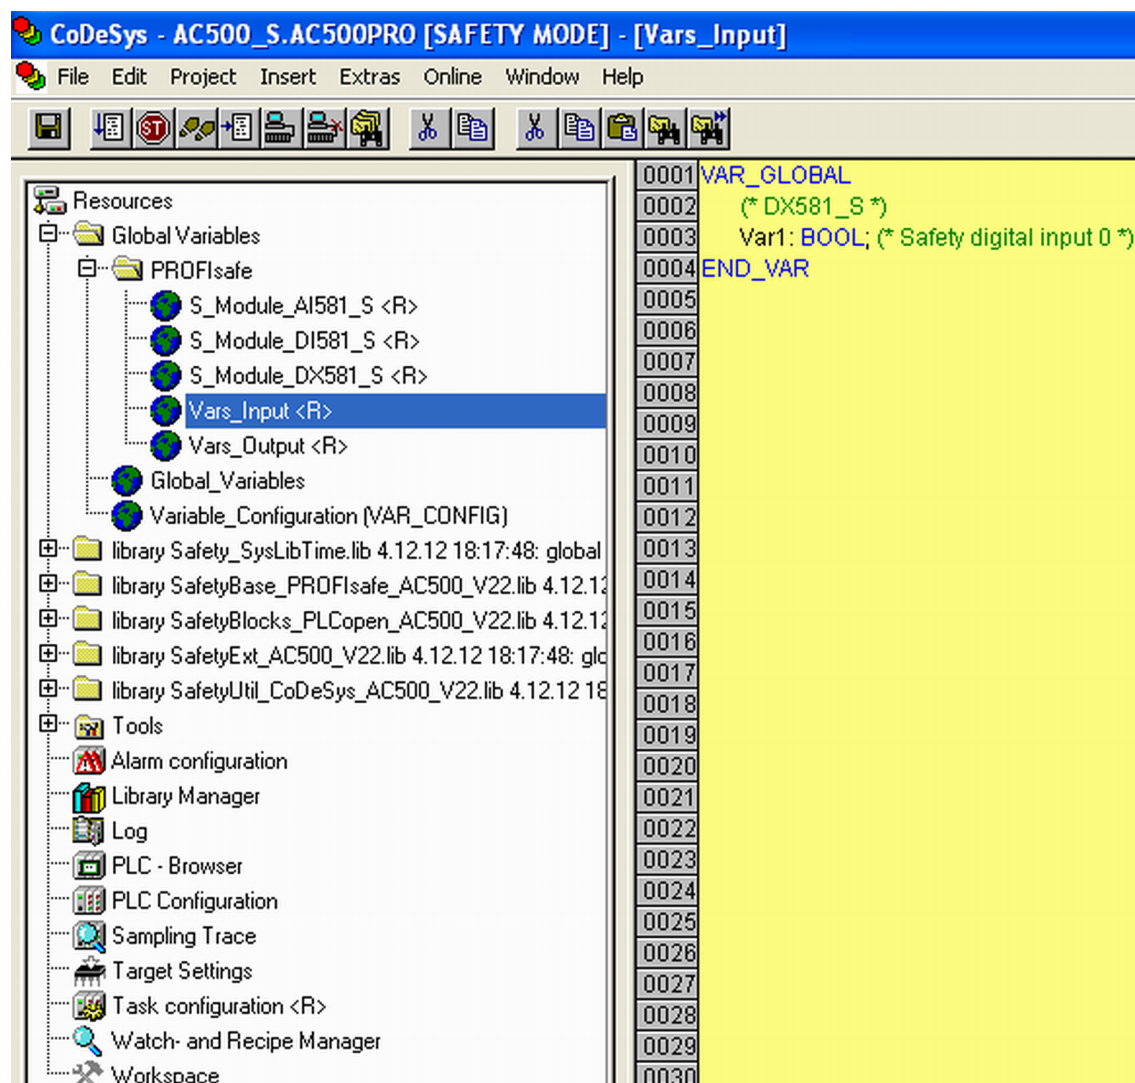 CoDeSys - AC500_S.AC500PRO [SAFETY MODE] - [Vars_Input]
File Edit Project Insert Extras Online Window Help
ST
Resources
Global Variables
PROFIsafe
S_Module_AI581_S <R>
S_Module_DI581_S <R>
S_Module_DX581_S <R>
Vars_Input <R>
Vars_Output <R>
Global_Variables
Variable_Configuration (VAR_CONFIG)
library Safety_SysLibTime.lib 4.12.12 18:17:48: global
library SafetyBase_PROFIsafe_AC500_V22.lib 4.12.12
library SafetyBlocks_PLCopen_AC500_V22.lib 4.12.12
library SafetyExt_AC500_V22.lib 4.12.12 18:17:48: glo
library SafetyUtil_CoDeSys_AC500_V22.lib 4.12.12 18
Tools
Alarm configuration
Library Manager
Log
PLC - Browser
PLC Configuration
Sampling Trace
Target Settings
Task configuration <R>
Watch- and Recipe Manager
Workspace
0001 VAR_GLOBAL
0002 (* DX581_S *)
0003 Var1: BOOL; (* Safety digital input 0 *)
0004 END_VAR
0005
0006
0007
0008
0009
0010
0011
0012
0013
0014
0015
0016
0017
0018
0019
0020
0021
0022
0023
0024
0025
0026
0027
0028
0029
0030